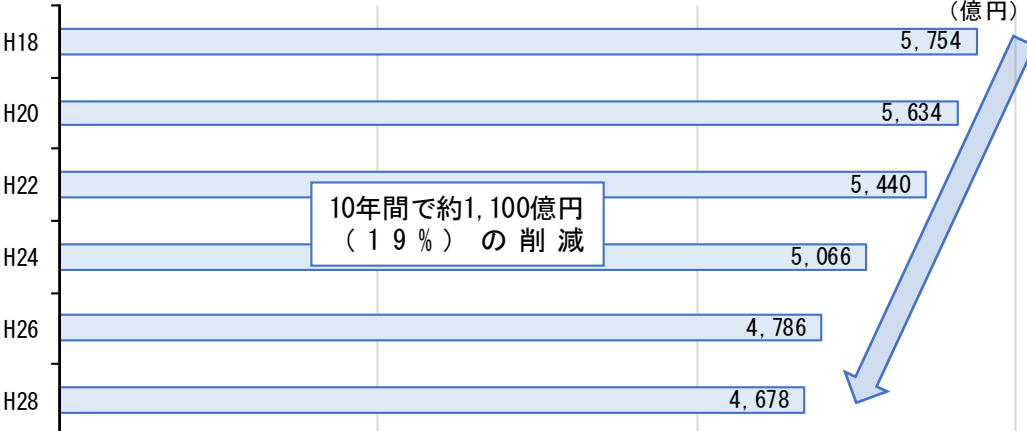 （億円）
H18 5,754
H20 5,634
H22 5,440
10年間で約1,100億円
（19％）の削減
H24 5,066
H26 4,786
H28 4,678